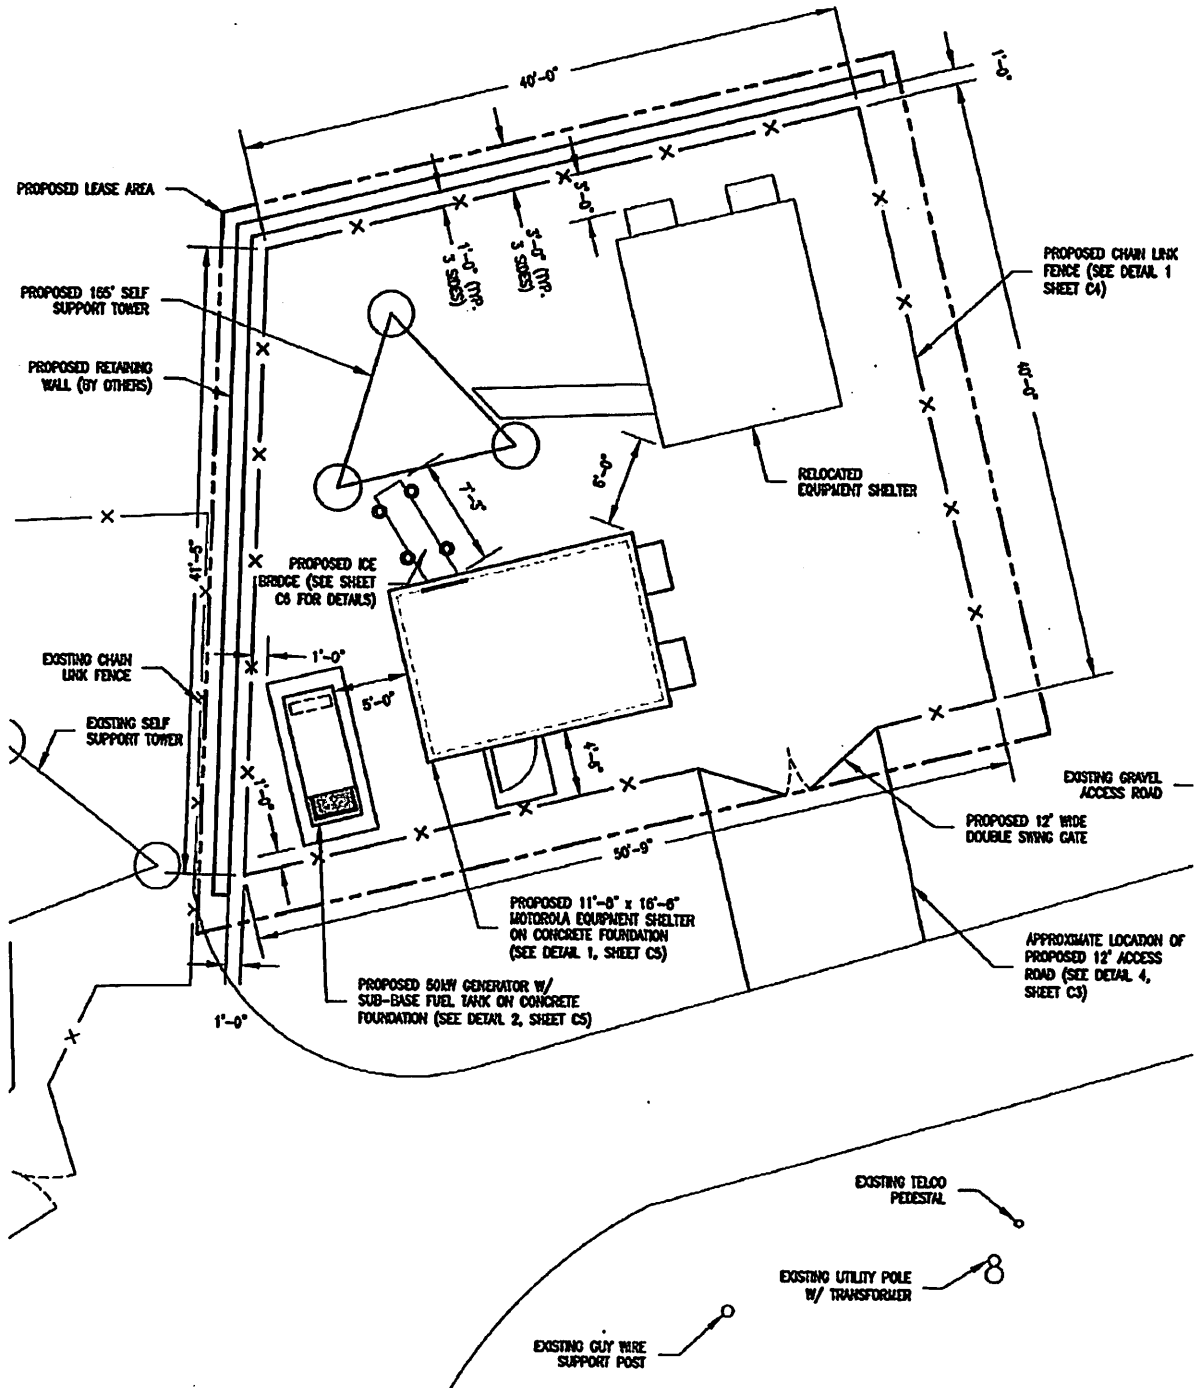 40'-0"
1'-0"
PROPOSED LEASE AREA
5'-0"
1'-0" (TYP.
3 SIDES)
3'-0" (TYP.
3 SIDES)
PROPOSED CHAIN LINK
FENCE (SEE DETAIL 1
SHEET C4)
PROPOSED 165' SELF
SUPPORT TOWER
PROPOSED RETAINING
WALL (BY OTHERS)
40'-0"
RELOCATED
EQUIPMENT SHELTER
6'-0"
7'-5"
PROPOSED ICE
BRIDGE (SEE SHEET
C6 FOR DETAILS)
41'-5"
1'-0"
5'-0"
EXISTING CHAIN
LINK FENCE
EXISTING SELF
SUPPORT TOWER
4'-5"
1'-0"
EXISTING GRAVEL
ACCESS ROAD
PROPOSED 12' WIDE
DOUBLE SWING GATE
50'-9"
PROPOSED 11'-8" x 16'-6"
MOTOROLA EQUIPMENT SHELTER
ON CONCRETE FOUNDATION
(SEE DETAIL 1, SHEET C5)
APPROXIMATE LOCATION OF
PROPOSED 12' ACCESS
ROAD (SEE DETAIL 4,
SHEET C3)
PROPOSED 50KW GENERATOR W/
SUB-BASE FUEL TANK ON CONCRETE
FOUNDATION (SEE DETAIL 2, SHEET C5)
1'-0"
EXISTING TELCO
PEDESTAL
EXISTING UTILITY POLE
W/ TRANSFORMER
EXISTING GUY WIRE
SUPPORT POST